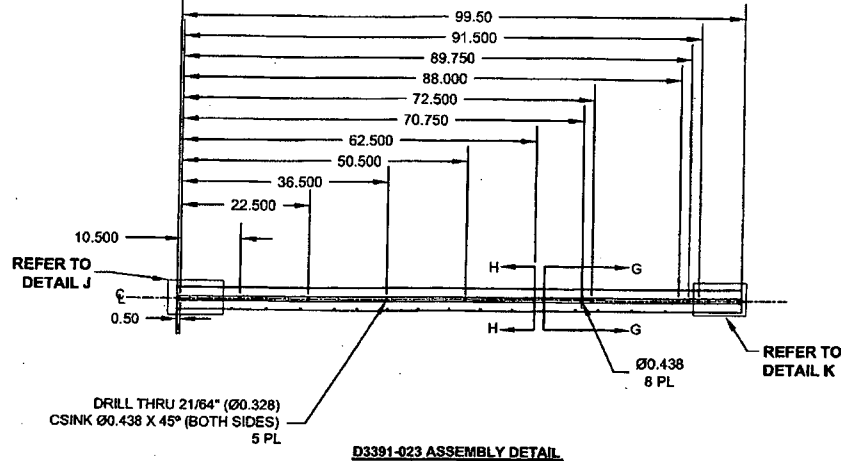 99.50
91.500
89.750
88.000
72.500
70.750
62.500
50.500
36.500
22.500
10.500
REFER TO
DETAIL J
H
G
℄
0.50
H
G
Ø0.438
8 PL
REFER TO
DETAIL K
DRILL THRU 21/64" (Ø0.328)
CSINK Ø0.438 X 45° (BOTH SIDES)
5 PL
D3391-023 ASSEMBLY DETAIL